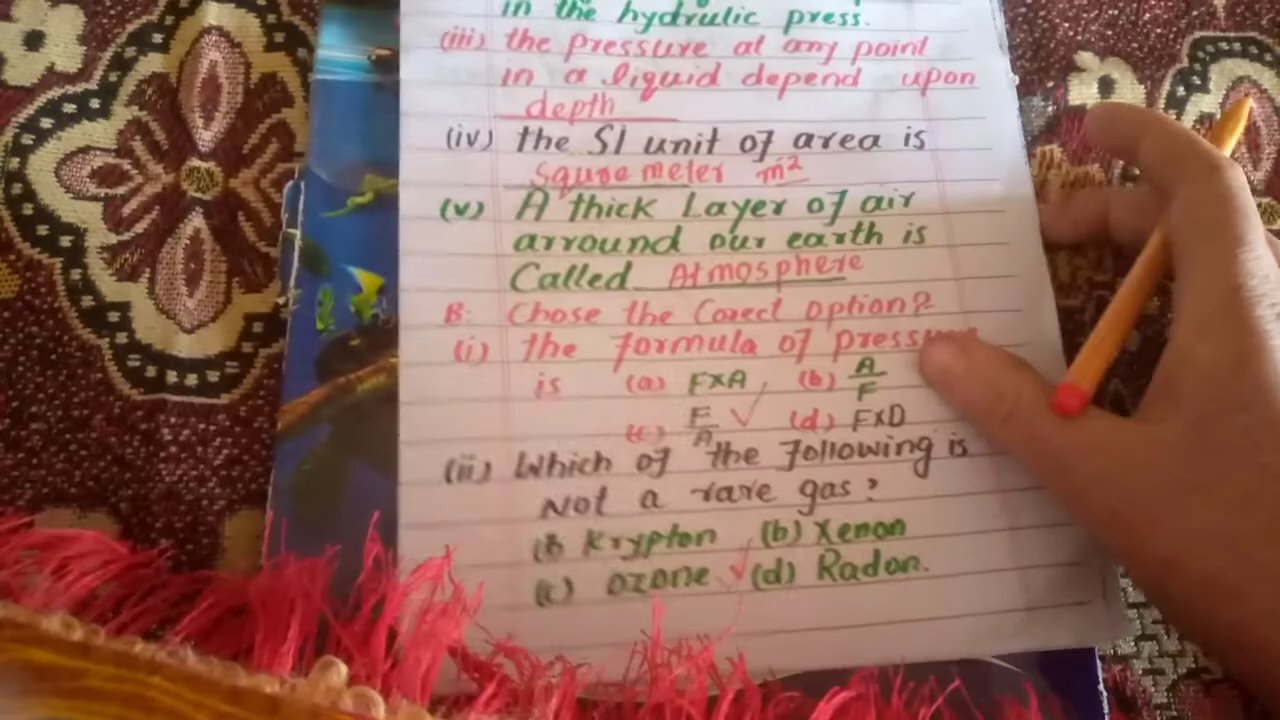 in the hydrulic press.
(iii) the pressure at any point
in a liquid depend upon
depth
(iv) the SI unit of area is
Squre meter m²
(v) A thick Layer of air
arround our earth is
Called Atmosphere
B: Chose the Corect option?
(i) the formula of pressure
is (a) F×A, (b) A/F
(c) F/A ✓ (d) F×D
(ii) Which of the following is
Not a rare gas?
Krypton, (b) Xenon
(c) Ozone ✓ (d) Radon.